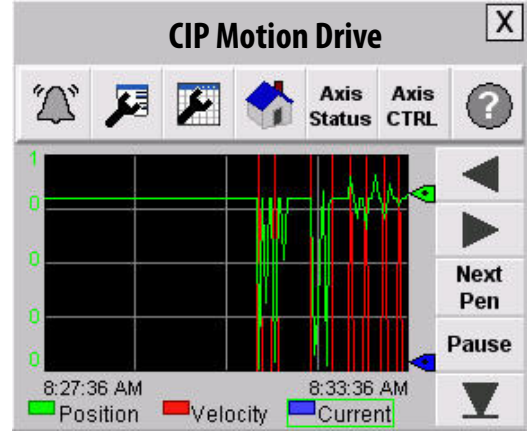 CIP Motion Drive
X
Axis Status
Axis CTRL
?
1
0
0
0
0
Next Pen
Pause
8:27:36 AM
8:33:36 AM
Position
Velocity
Current